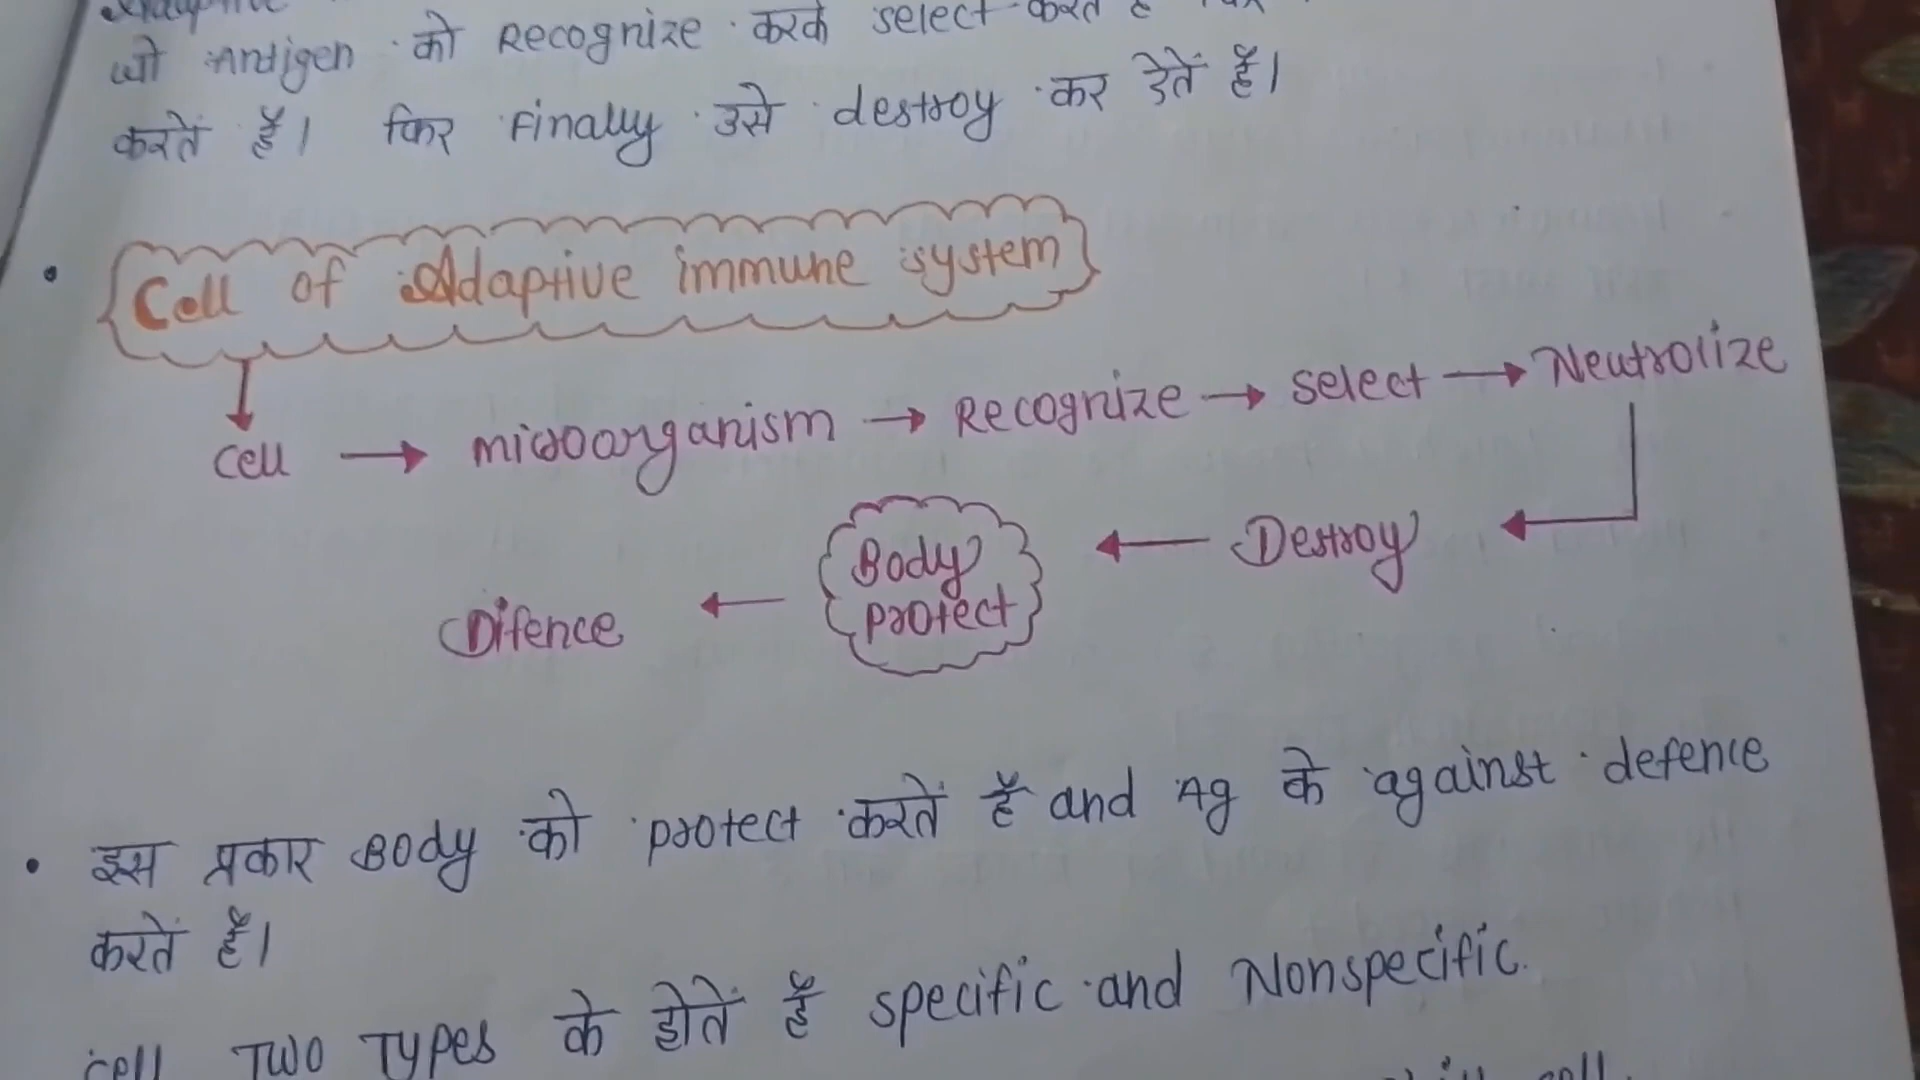 जो Antigen को Recognize करके select करते है
करतें हैं। फिर Finally उसे destroy कर देतें हैं।
• Cell of Adaptive immune system
cell → microorganism → Recognize → select → Neutrolize
Difence ← Body protect ← Destroy
• इस प्रकार Body को protect करतें हैं and Ag के against defence
करतें हैं।
cell TWO Types के होतें हैं specific and Nonspecific.
cell.